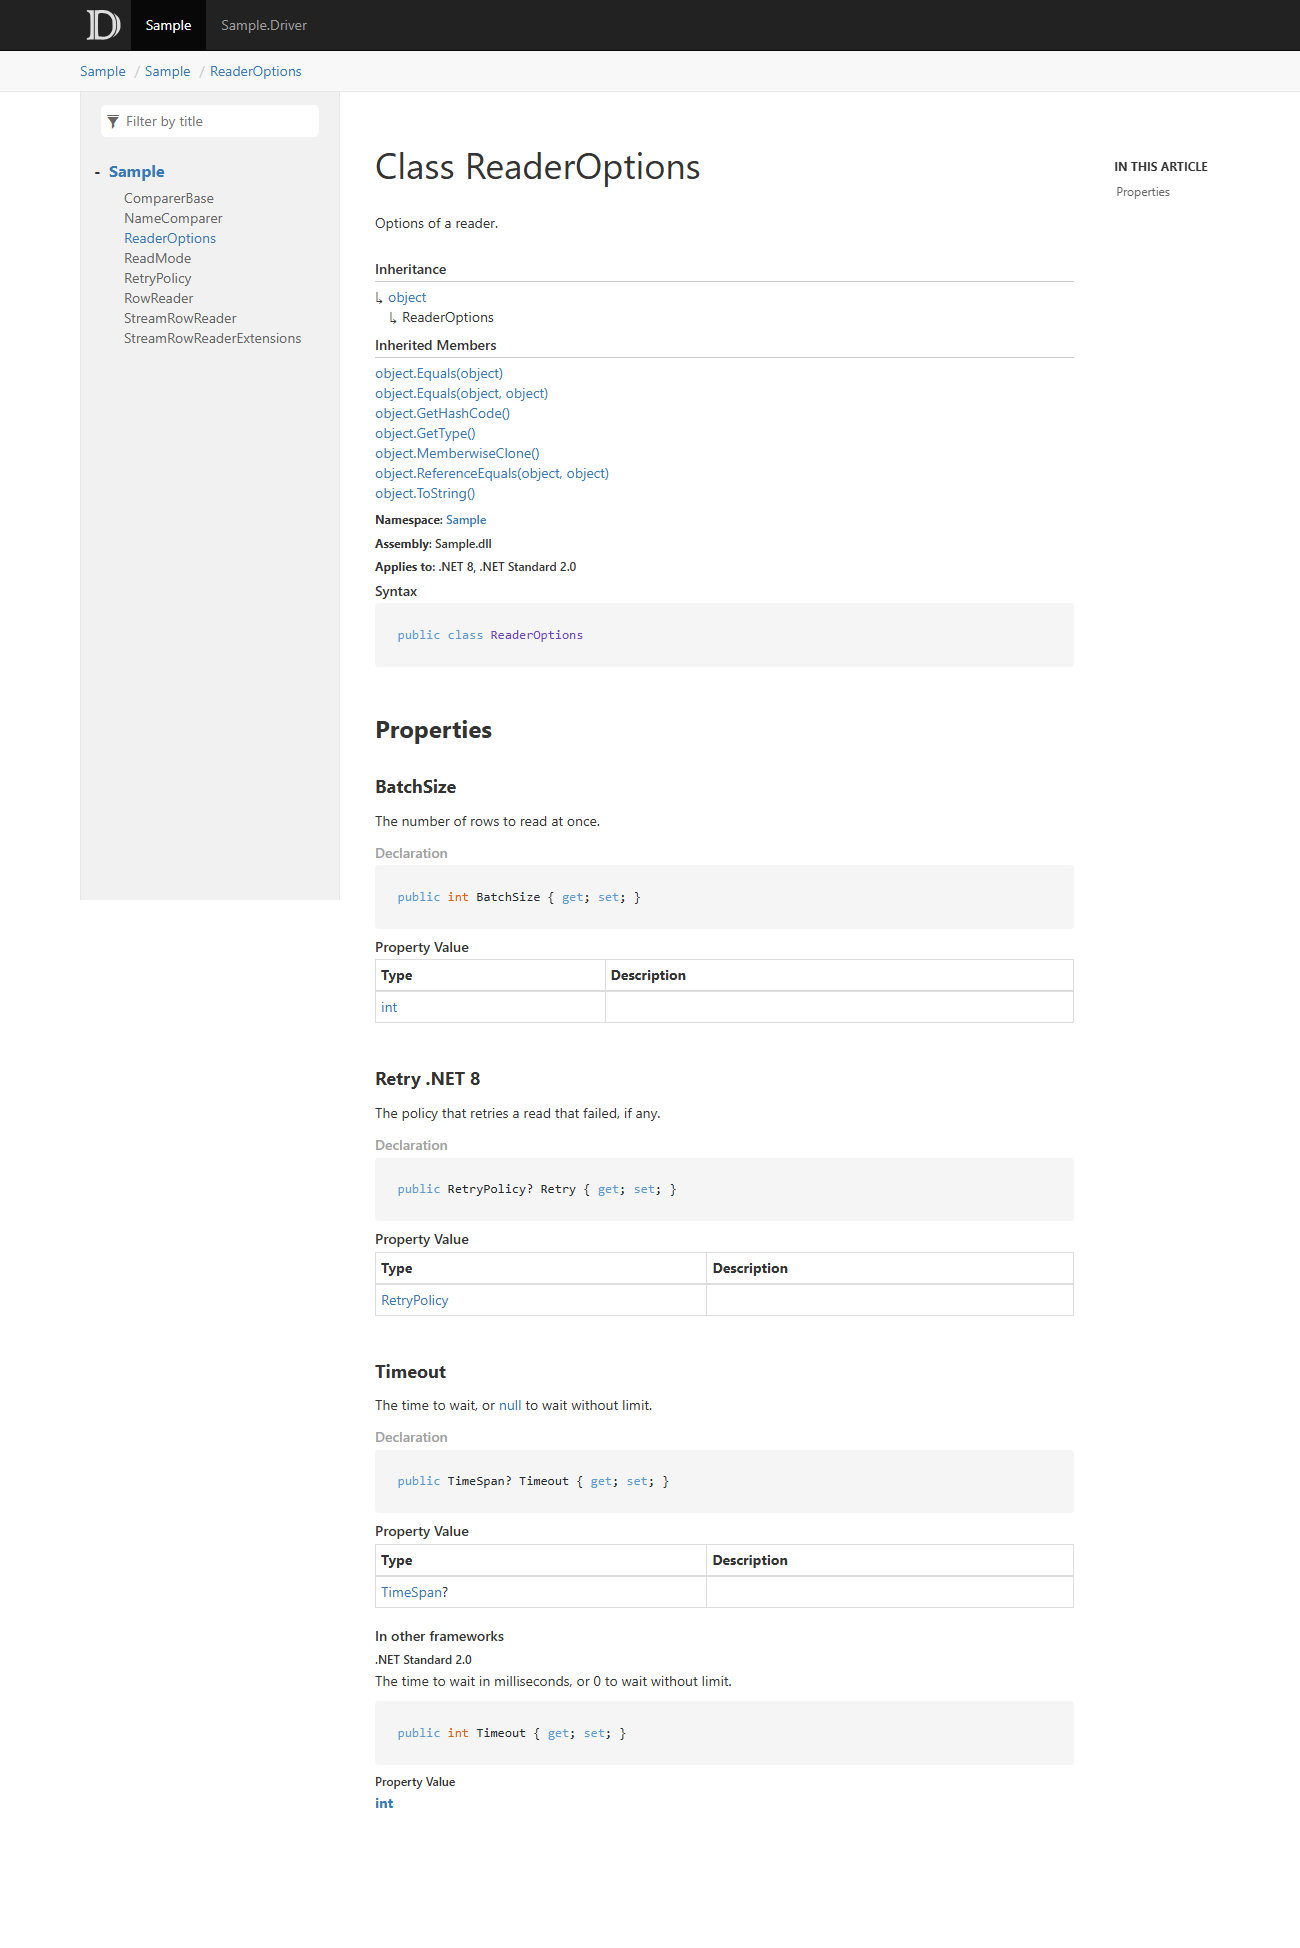 Sample
Sample.Driver
Sample / Sample / ReaderOptions
Filter by title
- Sample
ComparerBase
NameComparer
ReaderOptions
ReadMode
RetryPolicy
RowReader
StreamRowReader
StreamRowReaderExtensions
Class ReaderOptions
Options of a reader.
Inheritance
↳ object
↳ ReaderOptions
Inherited Members
object.Equals(object)
object.Equals(object, object)
object.GetHashCode()
object.GetType()
object.MemberwiseClone()
object.ReferenceEquals(object, object)
object.ToString()
Namespace: Sample
Assembly: Sample.dll
Applies to: .NET 8, .NET Standard 2.0
Syntax
public class ReaderOptions
Properties
BatchSize
The number of rows to read at once.
Declaration
public int BatchSize { get; set; }
Property Value
Type Description
int
Retry .NET 8
The policy that retries a read that failed, if any.
Declaration
public RetryPolicy? Retry { get; set; }
Property Value
Type Description
RetryPolicy
Timeout
The time to wait, or null to wait without limit.
Declaration
public TimeSpan? Timeout { get; set; }
Property Value
Type Description
TimeSpan?
In other frameworks
.NET Standard 2.0
The time to wait in milliseconds, or 0 to wait without limit.
public int Timeout { get; set; }
Property Value
int
IN THIS ARTICLE
Properties